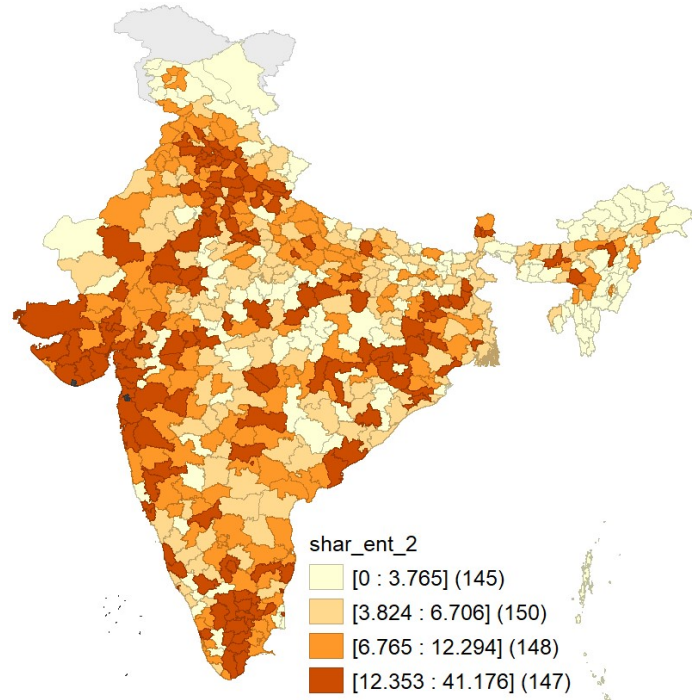 shar_ent_2
[0 : 3.765] (145)
[3.824 : 6.706] (150)
[6.765 : 12.294] (148)
[12.353 : 41.176] (147)